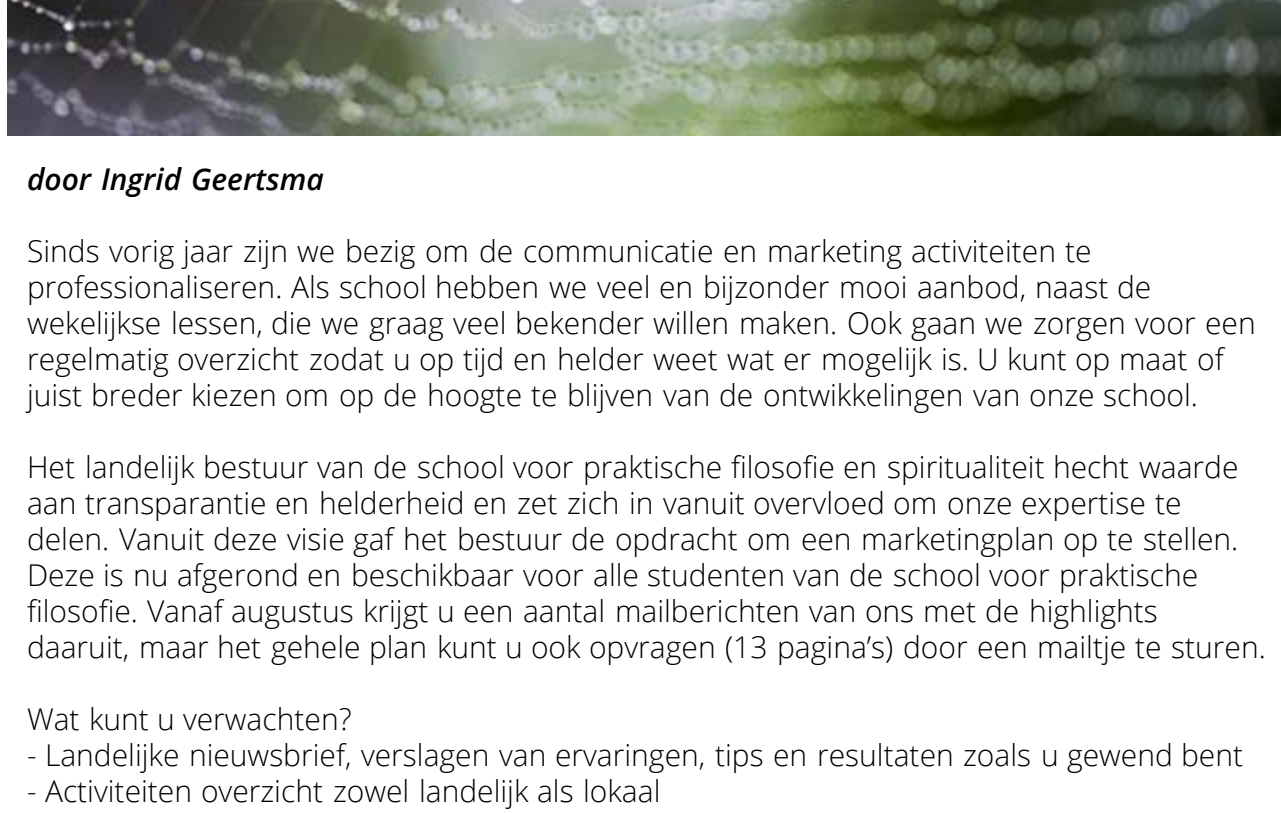 door Ingrid Geertsma
Sinds vorig jaar zijn we bezig om de communicatie en marketing activiteiten te
professionaliseren. Als school hebben we veel en bijzonder mooi aanbod, naast de
wekelijkse lessen, die we graag veel bekender willen maken. Ook gaan we zorgen voor een
regelmatig overzicht zodat u op tijd en helder weet wat er mogelijk is. U kunt op maat of
juist breder kiezen om op de hoogte te blijven van de ontwikkelingen van onze school.
Het landelijk bestuur van de school voor praktische filosofie en spiritualiteit hecht waarde
aan transparantie en helderheid en zet zich in vanuit overvloed om onze expertise te
delen. Vanuit deze visie gaf het bestuur de opdracht om een marketingplan op te stellen.
Deze is nu afgerond en beschikbaar voor alle studenten van de school voor praktische
filosofie. Vanaf augustus krijgt u een aantal mailberichten van ons met de highlights
daaruit, maar het gehele plan kunt u ook opvragen (13 pagina’s) door een mailtje te sturen.
Wat kunt u verwachten?
- Landelijke nieuwsbrief, verslagen van ervaringen, tips en resultaten zoals u gewend bent
- Activiteiten overzicht zowel landelijk als lokaal